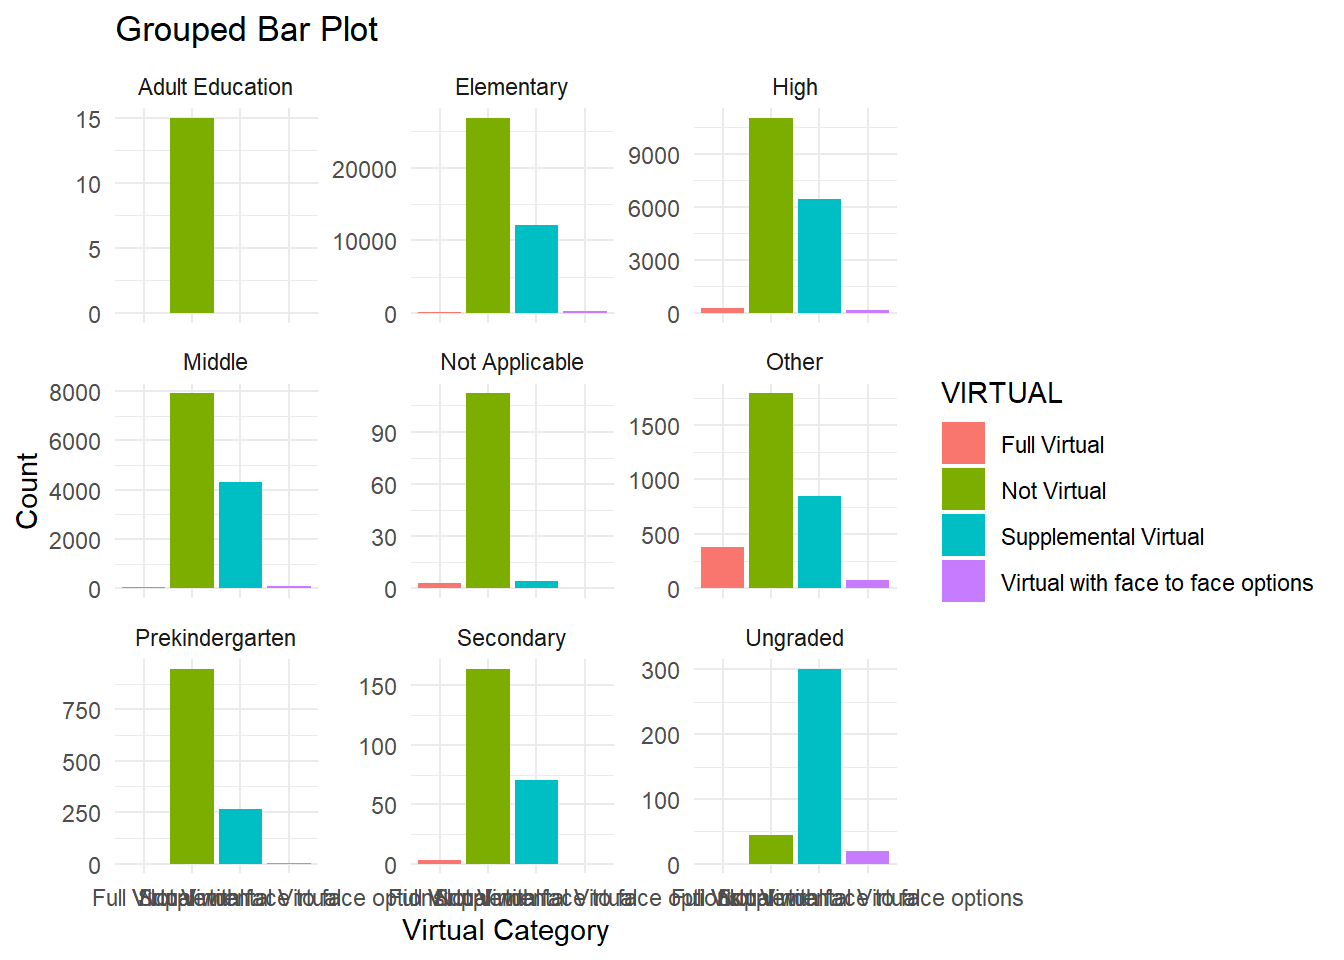 Grouped Bar Plot
Adult Education
15
10
5
0
Elementary
20000
10000
0
High
9000
6000
3000
0
Middle
8000
6000
4000
2000
0
Not Applicable
90
60
30
0
Other
1500
1000
500
0
Prekindergarten
750
500
250
0
Secondary
150
100
50
0
Ungraded
300
200
100
0
Count
Virtual Category
VIRTUAL
Full Virtual
Not Virtual
Supplemental Virtual
Virtual with face to face options